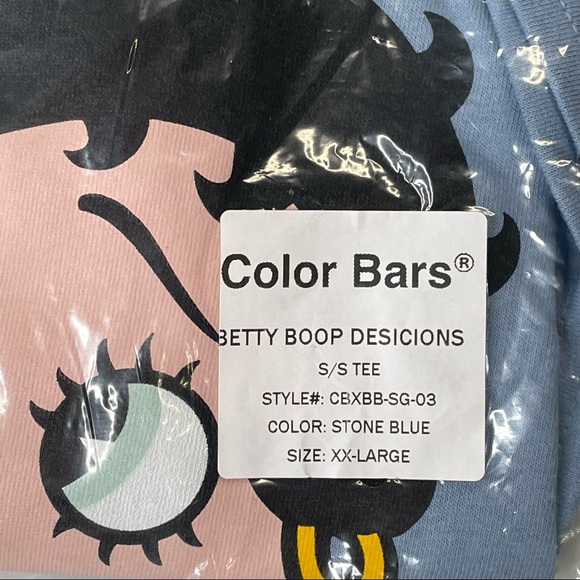 Color Bars®
BETTY BOOP DESICIONS
S/S TEE
STYLE#: CBXBB-SG-03
COLOR: STONE BLUE
SIZE: XX-LARGE